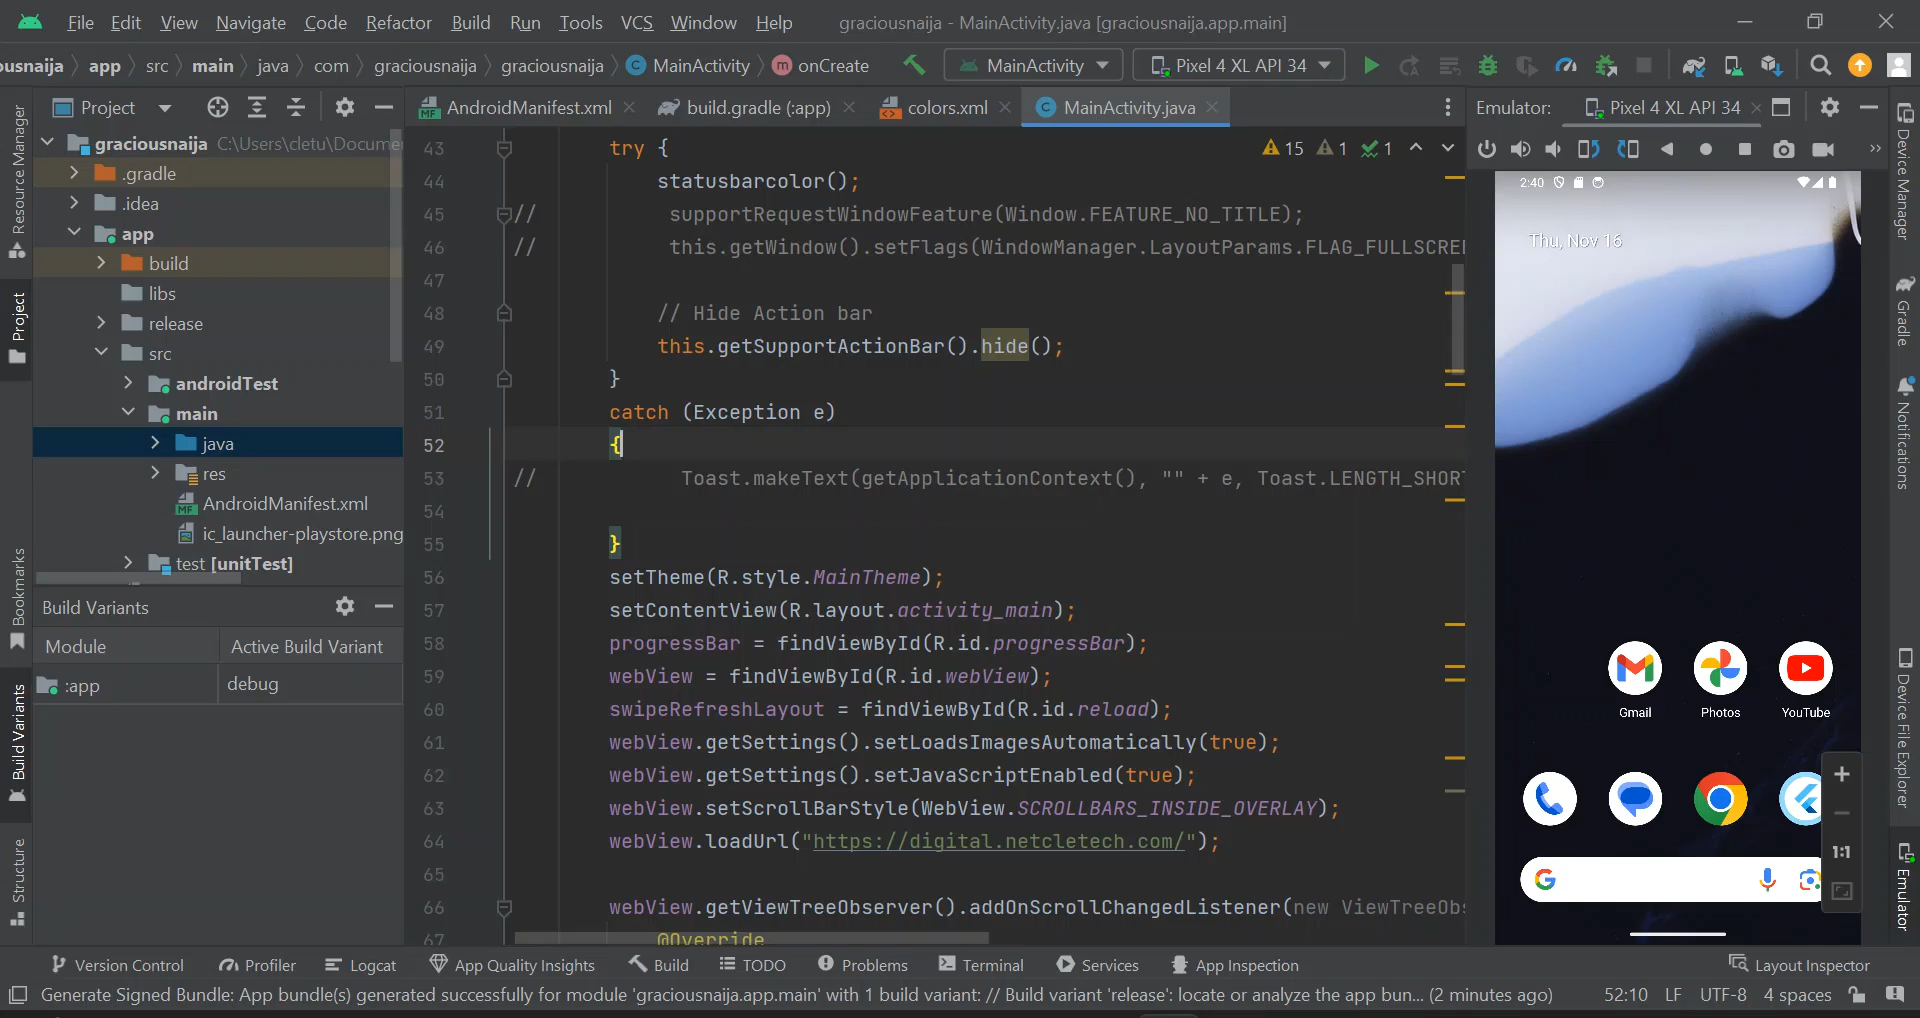 File Edit View Navigate Code Refactor Build Run Tools VCS Window Help graciousnaija - MainActivity.java [graciousnaija.app.main]
ousnaija app src main java com graciousnaija graciousnaija C MainActivity m onCreate MainActivity Pixel 4 XL API 34
Project
AndroidManifest.xml build.gradle (:app) colors.xml C MainActivity.java
Emulator: Pixel 4 XL API 34
Resource Manager
Project
Bookmarks
Build Variants
Structure
graciousnaija C:\Users\cletu\Docume
.gradle
.idea
app
build
libs
release
src
androidTest
main
java
res
MF AndroidManifest.xml
ic_launcher-playstore.png
test [unitTest]
Build Variants
Module Active Build Variant
:app debug
15 1 1
43 try {
44 statusbarcolor();
45 // supportRequestWindowFeature(Window.FEATURE_NO_TITLE);
46 // this.getWindow().setFlags(WindowManager.LayoutParams.FLAG_FULLSCREE
47
48 // Hide Action bar
49 this.getSupportActionBar().hide();
50 }
51 catch (Exception e)
52 {
53 // Toast.makeText(getApplicationContext(), "" + e, Toast.LENGTH_SHORT
54
55 }
56 setTheme(R.style.MainTheme);
57 setContentView(R.layout.activity_main);
58 progressBar = findViewById(R.id.progressBar);
59 webView = findViewById(R.id.webView);
60 swipeRefreshLayout = findViewById(R.id.reload);
61 webView.getSettings().setLoadsImagesAutomatically(true);
62 webView.getSettings().setJavaScriptEnabled(true);
63 webView.setScrollBarStyle(WebView.SCROLLBARS_INSIDE_OVERLAY);
64 webView.loadUrl("https://digital.netcletech.com/");
65
66 webView.getViewTreeObserver().addOnScrollChangedListener(new ViewTreeObs
67 @Override
2:40
Thu, Nov 16
Gmail Photos YouTube
G
1:1
Device Manager
Gradle
Notifications
Device File Explorer
Emulator
Version Control Profiler Logcat App Quality Insights Build TODO Problems Terminal Services App Inspection Layout Inspector
Generate Signed Bundle: App bundle(s) generated successfully for module 'graciousnaija.app.main' with 1 build variant: // Build variant 'release': locate or analyze the app bun... (2 minutes ago) 52:10 LF UTF-8 4 spaces